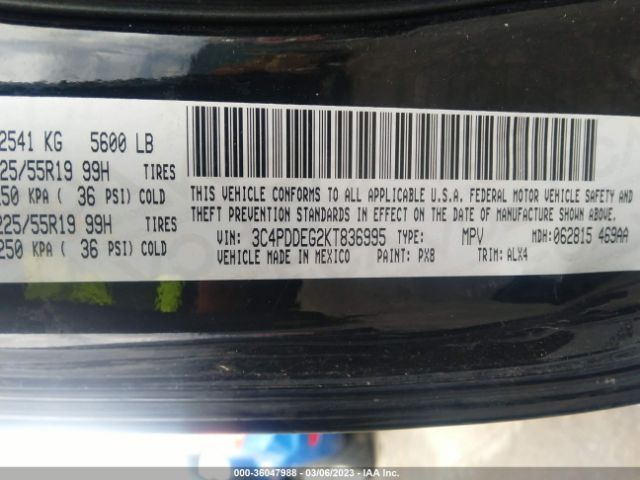 2541 KG 5600 LB
25/55R19 99H TIRES
250 KPA ( 36 PSI) COLD
225/55R19 99H TIRES
250 KPA ( 36 PSI) COLD
THIS VEHICLE CONFORMS TO ALL APPLICABLE U.S.A. FEDERAL MOTOR VEHICLE SAFETY AND
THEFT PREVENTION STANDARDS IN EFFECT ON THE DATE OF MANUFACTURE SHOWN ABOVE.
VIN: 3C4PDDEG2KT836995 TYPE: MPV MDH:062815 469AA
VEHICLE MADE IN MEXICO PAINT: PX8 TRIM: ALX4
000-36047988 - 03/06/2023 - IAA Inc.